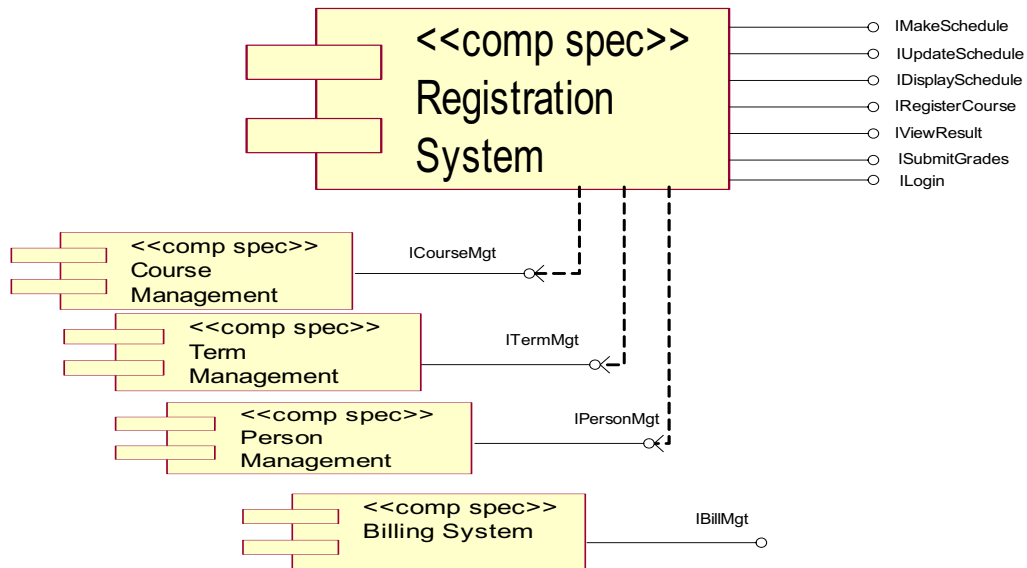 <<comp spec>>
Registration
System
IMakeSchedule
IUpdateSchedule
IDisplaySchedule
IRegisterCourse
IViewResult
ISubmitGrades
ILogin
<<comp spec>>
Course
Management
ICourseMgt
<<comp spec>>
Term
Management
ITermMgt
<<comp spec>>
Person
Management
IPersonMgt
<<comp spec>>
Billing System
IBillMgt